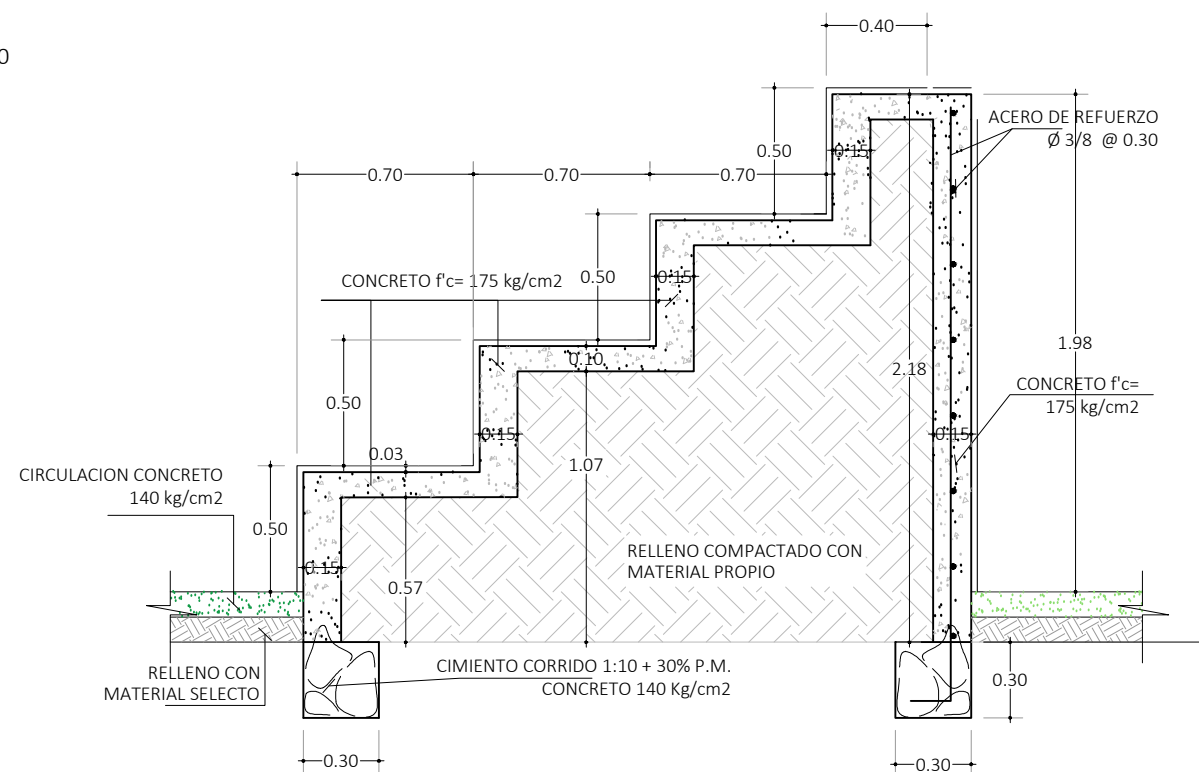 0
0.40
ACERO DE REFUERZO
Ø 3/8 @ 0.30
0.50
0.15
0.70
0.70
0.70
CONCRETO f'c= 175 kg/cm2
0.50
0.15
1.98
0.10
2.18
CONCRETO f'c=
175 kg/cm2
0.50
0.15
0.15
0.03
1.07
CIRCULACION CONCRETO
140 kg/cm2
0.50
RELLENO COMPACTADO CON
MATERIAL PROPIO
0.15
0.57
RELLENO CON
MATERIAL SELECTO
CIMIENTO CORRIDO 1:10 + 30% P.M.
CONCRETO 140 Kg/cm2
0.30
0.30
0.30